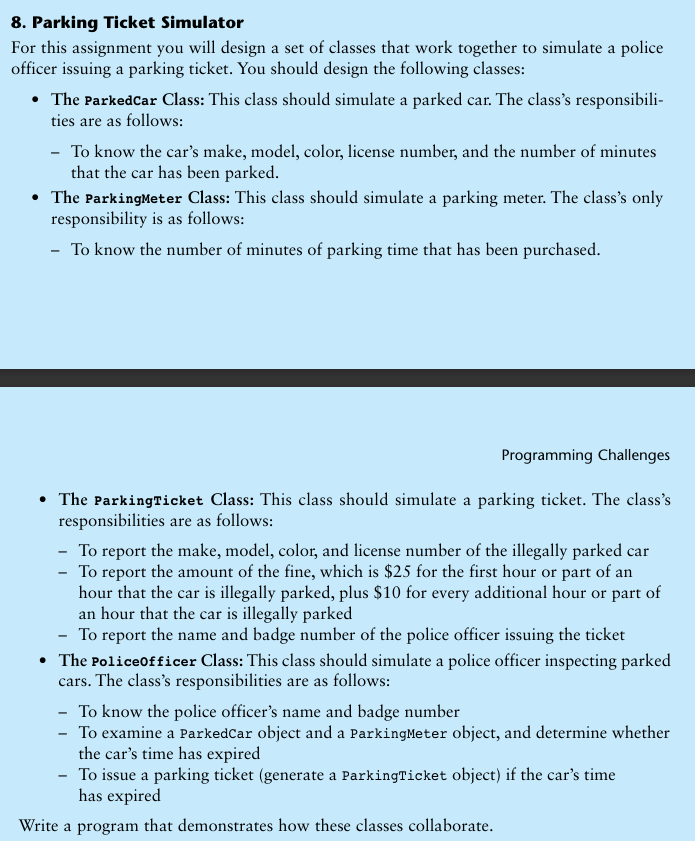 8. Parking Ticket Simulator
For this assignment you will design a set of classes that work together to simulate a police
officer issuing a parking ticket. You should design the following classes:
• The ParkedCar Class: This class should simulate a parked car. The class’s responsibili-
ties are as follows:
– To know the car’s make, model, color, license number, and the number of minutes
that the car has been parked.
• The ParkingMeter Class: This class should simulate a parking meter. The class’s only
responsibility is as follows:
– To know the number of minutes of parking time that has been purchased.
Programming Challenges
• The ParkingTicket Class: This class should simulate a parking ticket. The class’s
responsibilities are as follows:
– To report the make, model, color, and license number of the illegally parked car
– To report the amount of the fine, which is $25 for the first hour or part of an
hour that the car is illegally parked, plus $10 for every additional hour or part of
an hour that the car is illegally parked
– To report the name and badge number of the police officer issuing the ticket
• The PoliceOfficer Class: This class should simulate a police officer inspecting parked
cars. The class’s responsibilities are as follows:
– To know the police officer’s name and badge number
– To examine a ParkedCar object and a ParkingMeter object, and determine whether
the car’s time has expired
– To issue a parking ticket (generate a ParkingTicket object) if the car’s time
has expired
Write a program that demonstrates how these classes collaborate.